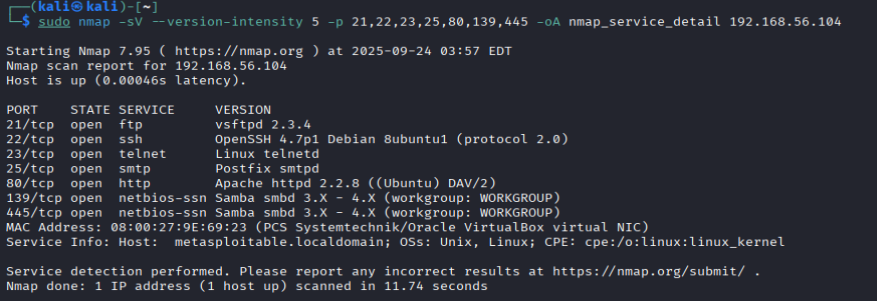 (kali㉿kali)-[~]
$ sudo nmap -sV --version-intensity 5 -p 21,22,23,25,80,139,445 -oA nmap_service_detail 192.168.56.104
Starting Nmap 7.95 ( https://nmap.org ) at 2025-09-24 03:57 EDT
Nmap scan report for 192.168.56.104
Host is up (0.00046s latency).
PORT    STATE SERVICE     VERSION
21/tcp  open  ftp         vsftpd 2.3.4
22/tcp  open  ssh         OpenSSH 4.7p1 Debian 8ubuntu1 (protocol 2.0)
23/tcp  open  telnet      Linux telnetd
25/tcp  open  smtp        Postfix smtpd
80/tcp  open  http        Apache httpd 2.2.8 ((Ubuntu) DAV/2)
139/tcp open  netbios-ssn Samba smbd 3.X - 4.X (workgroup: WORKGROUP)
445/tcp open  netbios-ssn Samba smbd 3.X - 4.X (workgroup: WORKGROUP)
MAC Address: 08:00:27:9E:69:23 (PCS Systemtechnik/Oracle VirtualBox virtual NIC)
Service Info: Host:  metasploitable.localdomain; OSs: Unix, Linux; CPE: cpe:/o:linux:linux_kernel
Service detection performed. Please report any incorrect results at https://nmap.org/submit/ .
Nmap done: 1 IP address (1 host up) scanned in 11.74 seconds